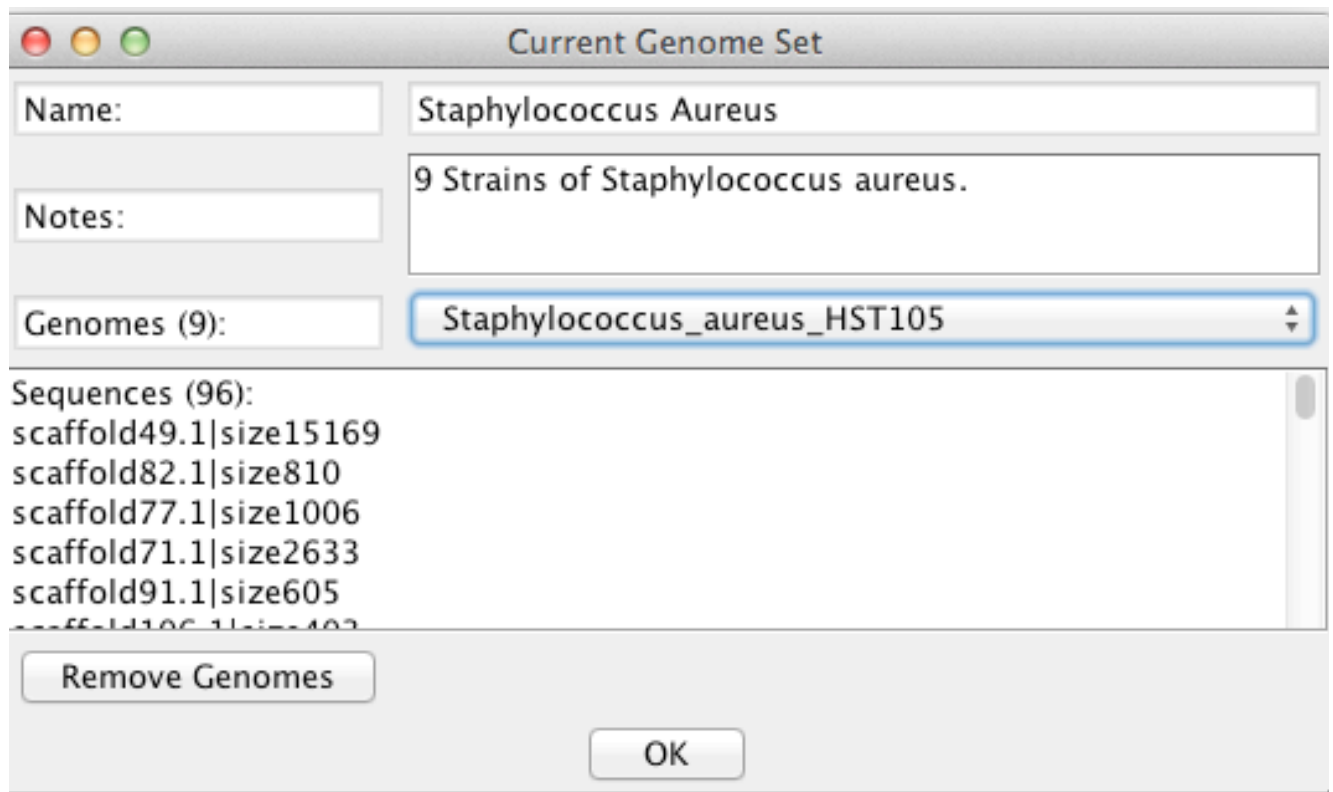 Current Genome Set
Name:
Staphylococcus Aureus
Notes:
9 Strains of Staphylococcus aureus.
Genomes (9):
Staphylococcus_aureus_HST105
Sequences (96):
scaffold49.1|size15169
scaffold82.1|size810
scaffold77.1|size1006
scaffold71.1|size2633
scaffold91.1|size605
Remove Genomes
OK